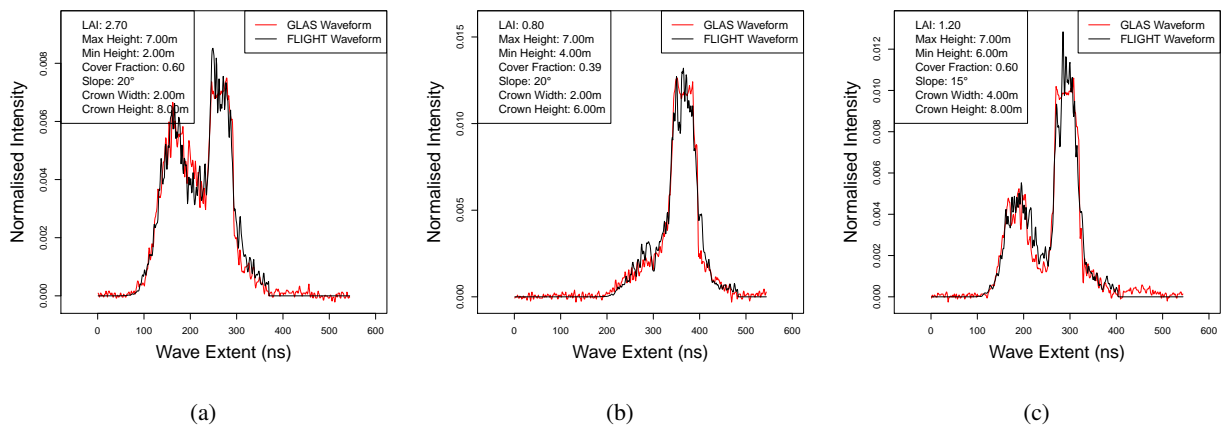 LAI: 2.70
Max Height: 7.00m
Min Height: 2.00m
Cover Fraction: 0.60
Slope: 20°
Crown Width: 2.00m
Crown Height: 8.00m
GLAS Waveform
FLIGHT Waveform
Normalised Intensity
0.008
0.006
0.004
0.002
0.000
0 100 200 300 400 500 600
Wave Extent (ns)
(a)
LAI: 0.80
Max Height: 7.00m
Min Height: 4.00m
Cover Fraction: 0.39
Slope: 20°
Crown Width: 2.00m
Crown Height: 6.00m
GLAS Waveform
FLIGHT Waveform
Normalised Intensity
0.015
0.010
0.005
0.000
0 100 200 300 400 500 600
Wave Extent (ns)
(b)
LAI: 1.20
Max Height: 7.00m
Min Height: 6.00m
Cover Fraction: 0.60
Slope: 15°
Crown Width: 4.00m
Crown Height: 8.00m
GLAS Waveform
FLIGHT Waveform
Normalised Intensity
0.012
0.010
0.008
0.006
0.004
0.002
0.000
0 100 200 300 400 500 600
Wave Extent (ns)
(c)